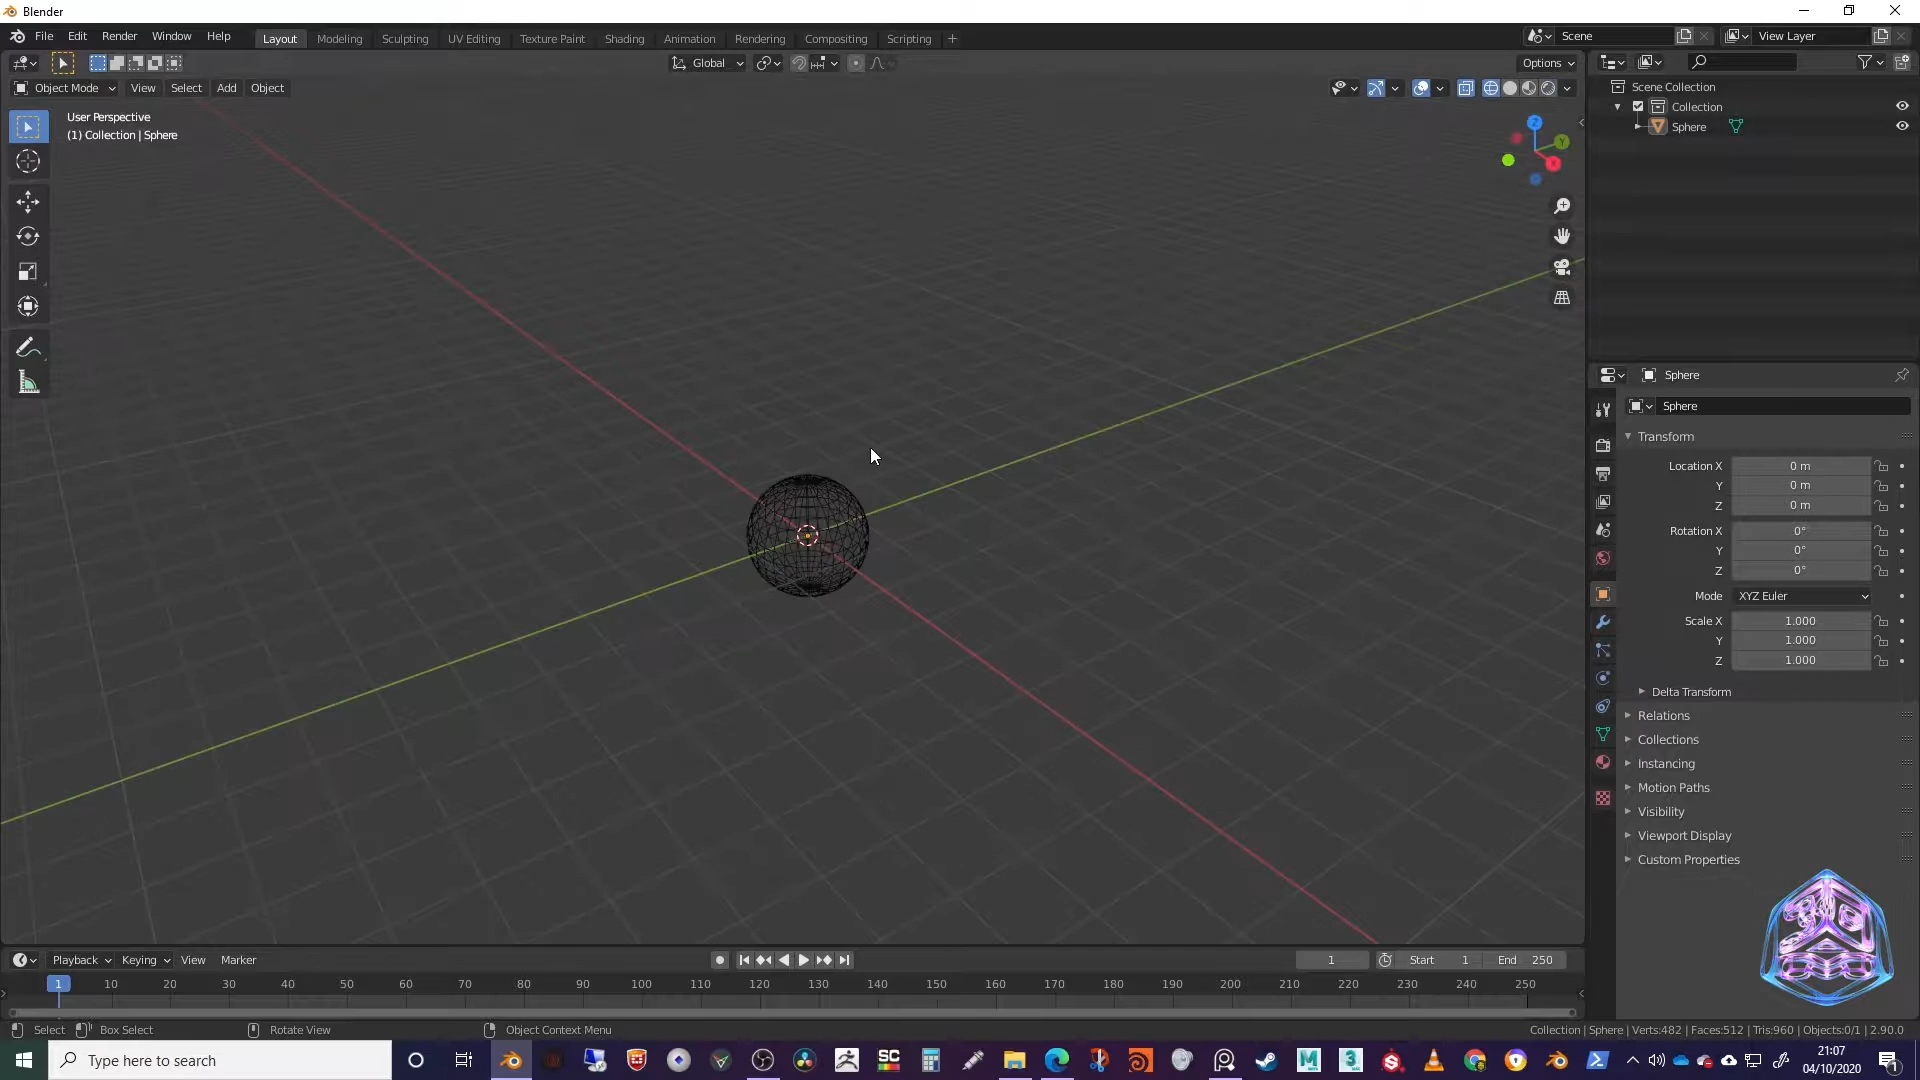 Blender
File Edit Render Window Help Layout Modeling Sculpting UV Editing Texture Paint Shading Animation Rendering Compositing Scripting + Scene View Layer
Global Options
Object Mode View Select Add Object
User Perspective
(1) Collection | Sphere
Z
Y
X
Scene Collection
Collection
Sphere
Sphere
Sphere
Transform
Location X 0 m
Y 0 m
Z 0 m
Rotation X 0°
Y 0°
Z 0°
Mode XYZ Euler
Scale X 1.000
Y 1.000
Z 1.000
Delta Transform
Relations
Collections
Instancing
Motion Paths
Visibility
Viewport Display
Custom Properties
Playback Keying View Marker 1 Start 1 End 250
1 10 20 30 40 50 60 70 80 90 100 110 120 130 140 150 160 170 180 190 200 210 220 230 240 250
Select Box Select Rotate View Object Context Menu Collection | Sphere | Verts:482 | Faces:512 | Tris:960 | Objects:0/1 | 2.90.0
Type here to search
SC
M
3
S
21:07
04/10/2020
1